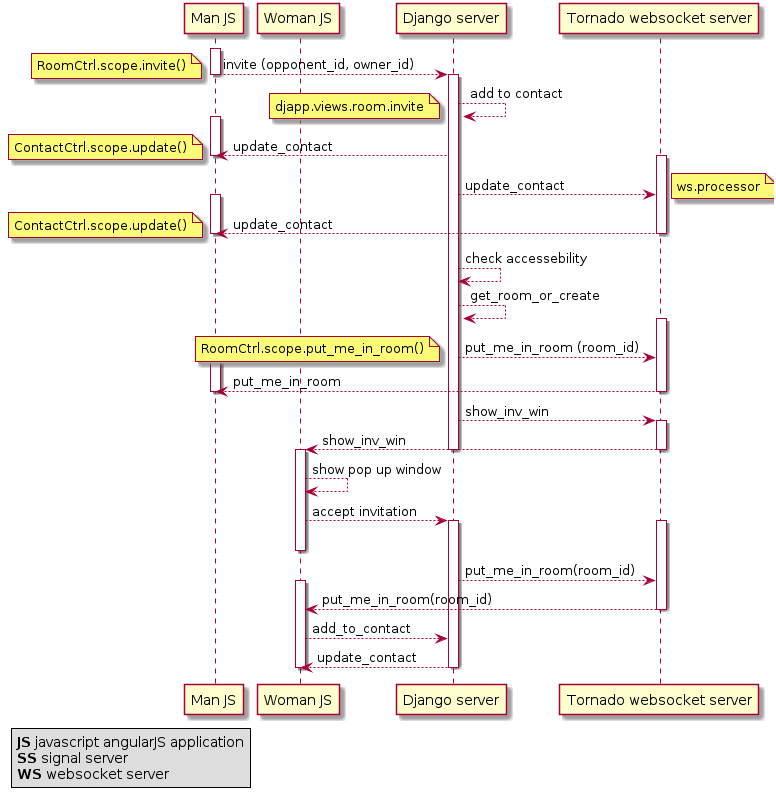 Man JS
Woman JS
Django server
Tornado websocket server
RoomCtrl.scope.invite()
invite (opponent_id, owner_id)
add to contact
djapp.views.room.invite
ContactCtrl.scope.update()
update_contact
update_contact
ws.processor
ContactCtrl.scope.update()
update_contact
check accessebility
get_room_or_create
RoomCtrl.scope.put_me_in_room()
put_me_in_room (room_id)
put_me_in_room
show_inv_win
show_inv_win
show pop up window
accept invitation
put_me_in_room(room_id)
put_me_in_room(room_id)
add_to_contact
update_contact
Man JS
Woman JS
Django server
Tornado websocket server
JS javascript angularJS application
SS signal server
WS websocket server